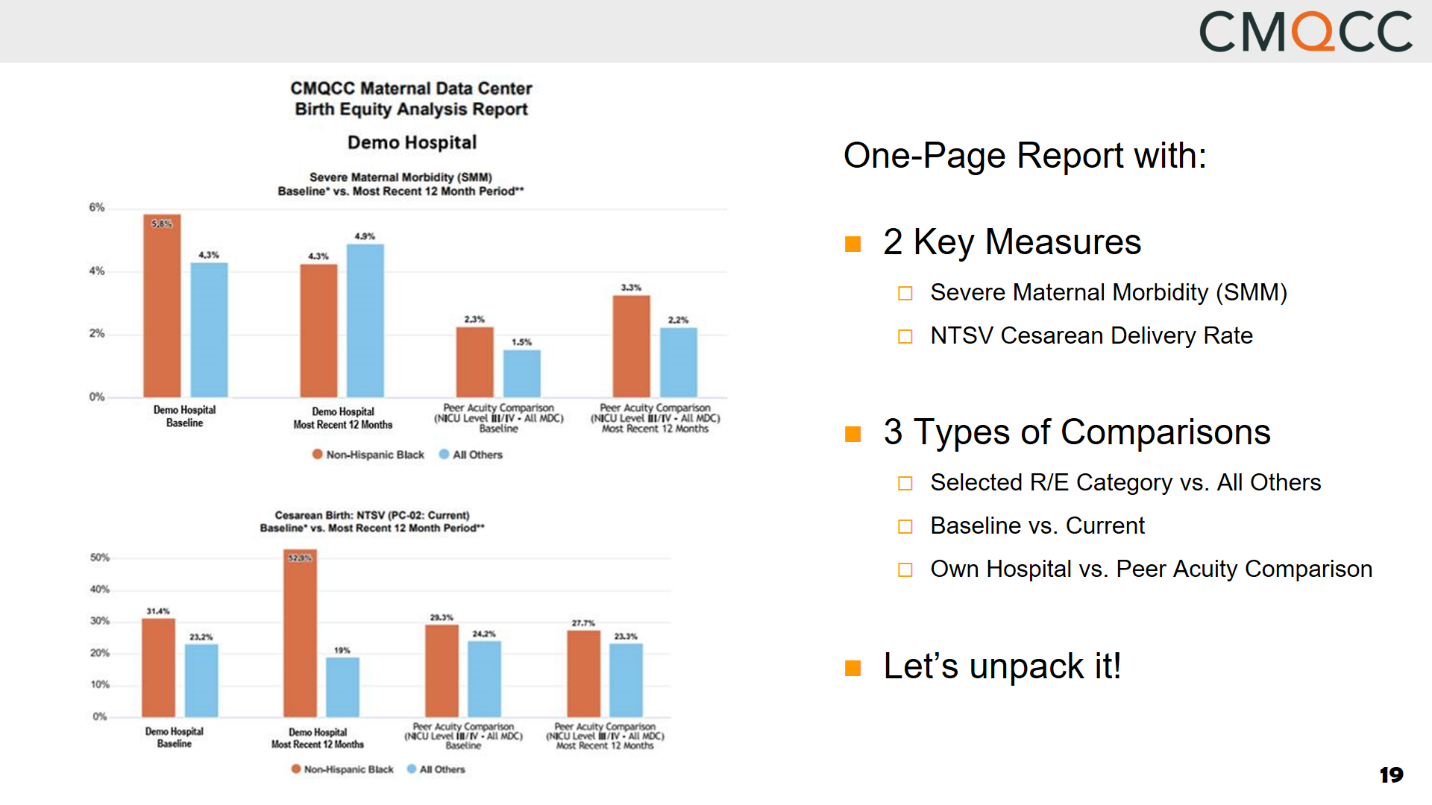 CMQCC
CMQCC Maternal Data Center
Birth Equity Analysis Report
Demo Hospital
Severe Maternal Morbidity (SMM)
Baseline* vs. Most Recent 12 Month Period**
6%
4%
2%
0%
5.8%
4.3%
4.3%
4.9%
2.3%
1.5%
3.3%
2.2%
Demo Hospital
Baseline
Demo Hospital
Most Recent 12 Months
Peer Acuity Comparison
(NICU Level III/IV - All MDC)
Baseline
Peer Acuity Comparison
(NICU Level III/IV - All MDC)
Most Recent 12 Months
Non-Hispanic Black All Others
Cesarean Birth: NTSV (PC-02: Current)
Baseline* vs. Most Recent 12 Month Period**
50%
40%
30%
20%
10%
0%
31.4%
23.2%
52.9%
19%
29.3%
24.2%
27.7%
23.3%
Demo Hospital
Baseline
Demo Hospital
Most Recent 12 Months
Peer Acuity Comparison
(NICU Level III/IV - All MDC)
Baseline
Peer Acuity Comparison
(NICU Level III/IV - All MDC)
Most Recent 12 Months
Non-Hispanic Black All Others
One-Page Report with:
2 Key Measures
Severe Maternal Morbidity (SMM)
NTSV Cesarean Delivery Rate
3 Types of Comparisons
Selected R/E Category vs. All Others
Baseline vs. Current
Own Hospital vs. Peer Acuity Comparison
Let's unpack it!
19